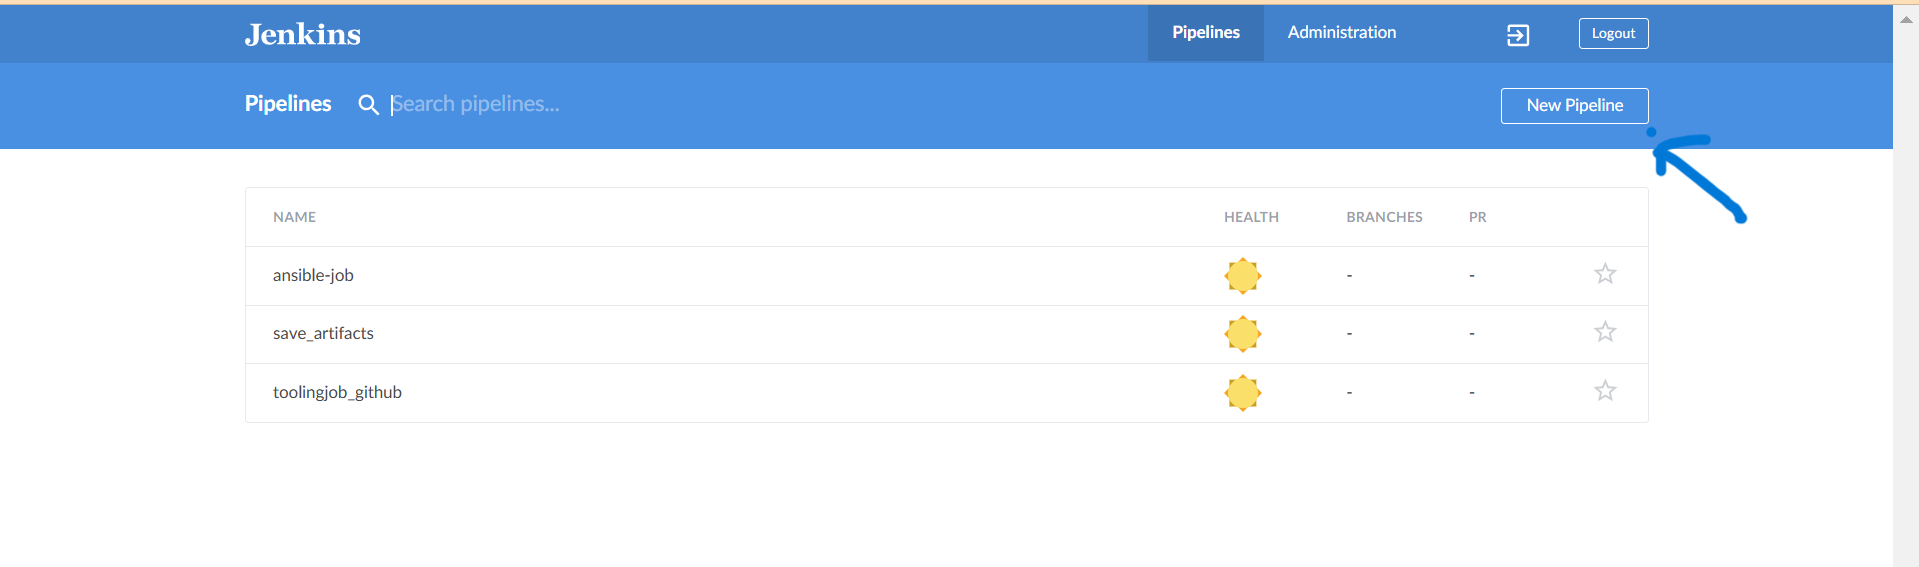 Jenkins Pipelines Administration Logout
Pipelines Search pipelines... New Pipeline
NAME HEALTH BRANCHES PR
ansible-job - -
save_artifacts - -
toolingjob_github - -